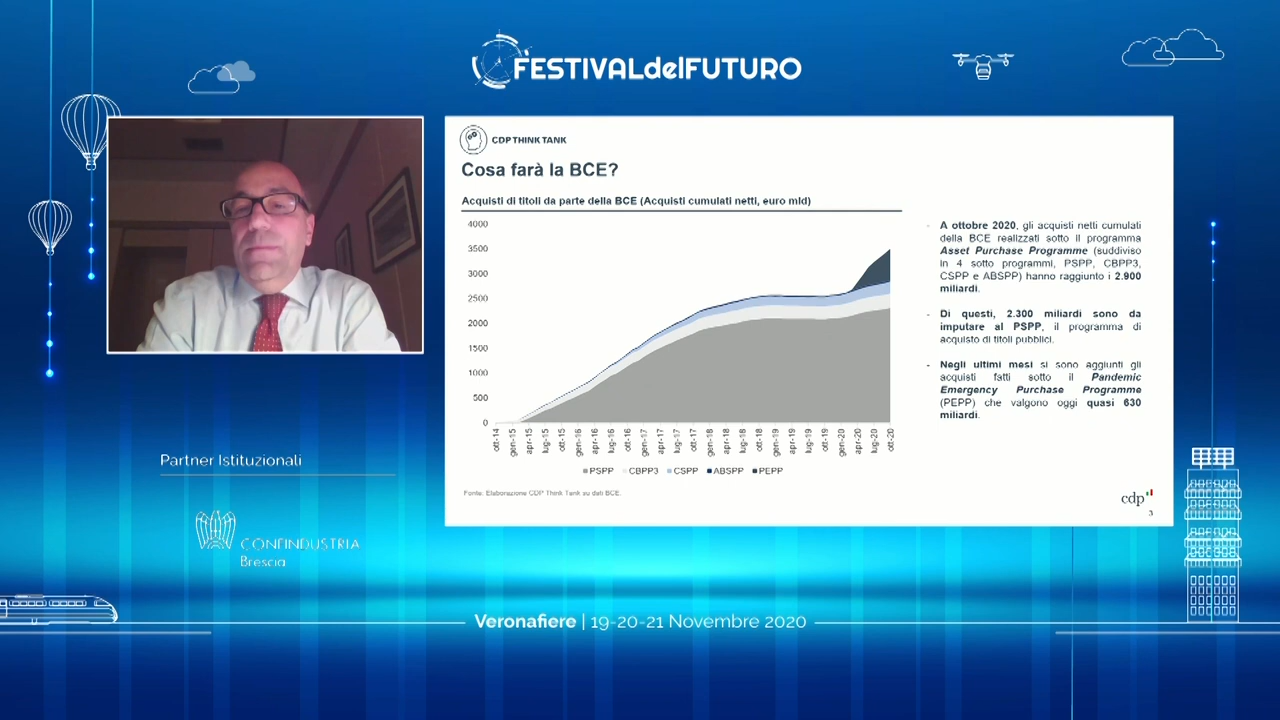 FESTIVALdelFUTURO
CDP THINK TANK
Cosa farà la BCE?
Acquisti di titoli da parte della BCE (Acquisti cumulati netti, euro mld)
4000
3500
3000
2500
2000
1500
1000
500
0
ott-14
gen-15
apr-15
lug-15
ott-15
gen-16
apr-16
lug-16
ott-16
gen-17
apr-17
lug-17
ott-17
gen-18
apr-18
lug-18
ott-18
gen-19
apr-19
lug-19
ott-19
gen-20
apr-20
lug-20
ott-20
PSPP CBPP3 CSPP ABSPP PEPP
Fonte: Elaborazione CDP Think Tank su dati BCE.
- A ottobre 2020, gli acquisti netti cumulati
della BCE realizzati sotto il programma
Asset Purchase Programme (suddiviso
in 4 sotto programmi, PSPP, CBPP3,
CSPP e ABSPP) hanno raggiunto i 2.900
miliardi.
- Di questi, 2.300 miliardi sono da
imputare al PSPP, il programma di
acquisto di titoli pubblici.
- Negli ultimi mesi si sono aggiunti gli
acquisti fatti sotto il Pandemic
Emergency Purchase Programme
(PEPP) che valgono oggi quasi 630
miliardi.
cdp
3
Partner Istituzionali
CONFINDUSTRIA
Brescia
Veronafiere | 19-20-21 Novembre 2020